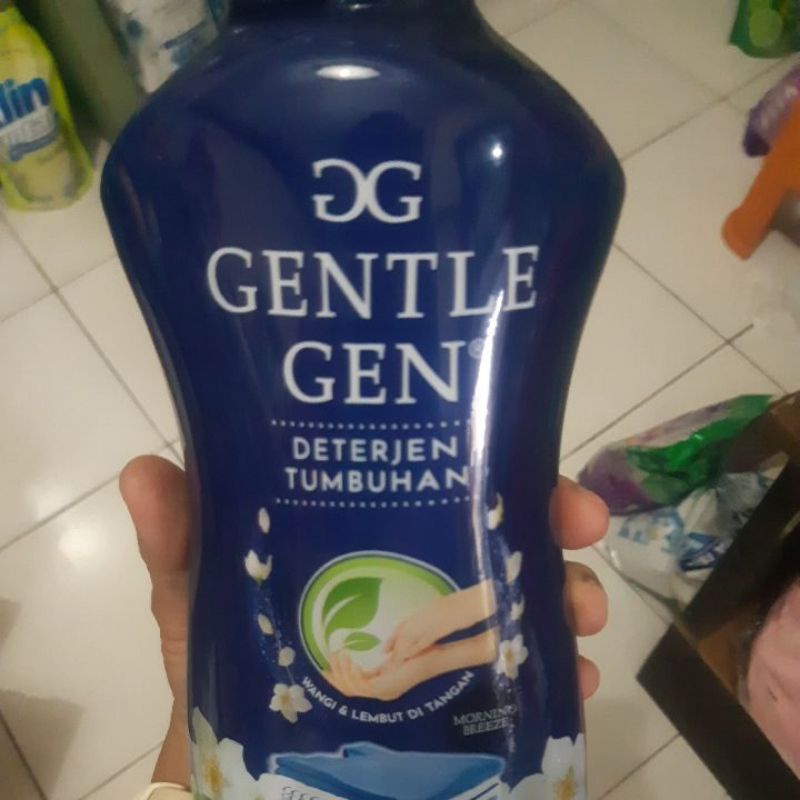 GG
GENTLE
GEN®
DETERJEN
TUMBUHAN
WANGI & LEMBUT DI TANGAN
MORNING
BREEZE